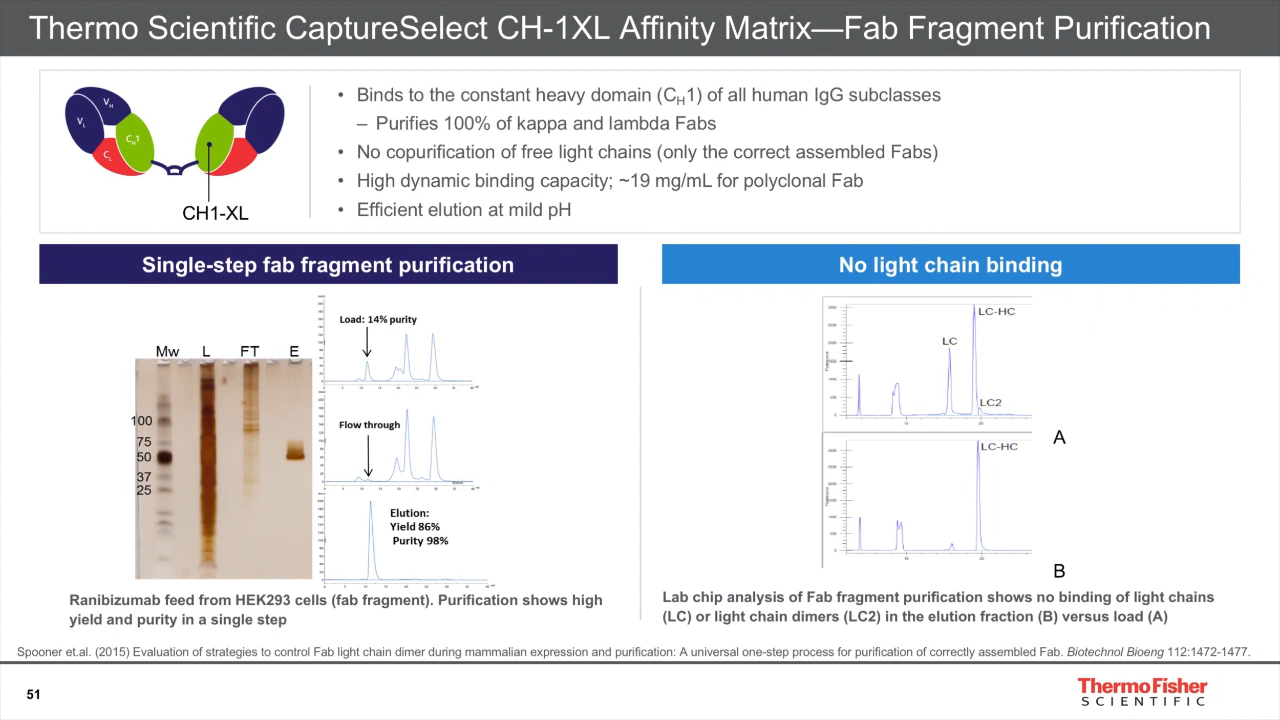 Thermo Scientific CaptureSelect CH-1XL Affinity Matrix—Fab Fragment Purification
VH
VL
CH1
CL
CH1-XL
• Binds to the constant heavy domain (CH1) of all human IgG subclasses
– Purifies 100% of kappa and lambda Fabs
• No copurification of free light chains (only the correct assembled Fabs)
• High dynamic binding capacity; ~19 mg/mL for polyclonal Fab
• Efficient elution at mild pH
Single-step fab fragment purification
Mw L FT E
100
75
50
37
25
Load: 14% purity
Flow through
Elution:
Yield 86%
Purity 98%
Ranibizumab feed from HEK293 cells (fab fragment). Purification shows high
yield and purity in a single step
No light chain binding
LC-HC
LC
LC2
A
LC-HC
B
Lab chip analysis of Fab fragment purification shows no binding of light chains
(LC) or light chain dimers (LC2) in the elution fraction (B) versus load (A)
Spooner et.al. (2015) Evaluation of strategies to control Fab light chain dimer during mammalian expression and purification: A universal one-step process for purification of correctly assembled Fab. Biotechnol Bioeng 112:1472-1477.
51
ThermoFisher
SCIENTIFIC